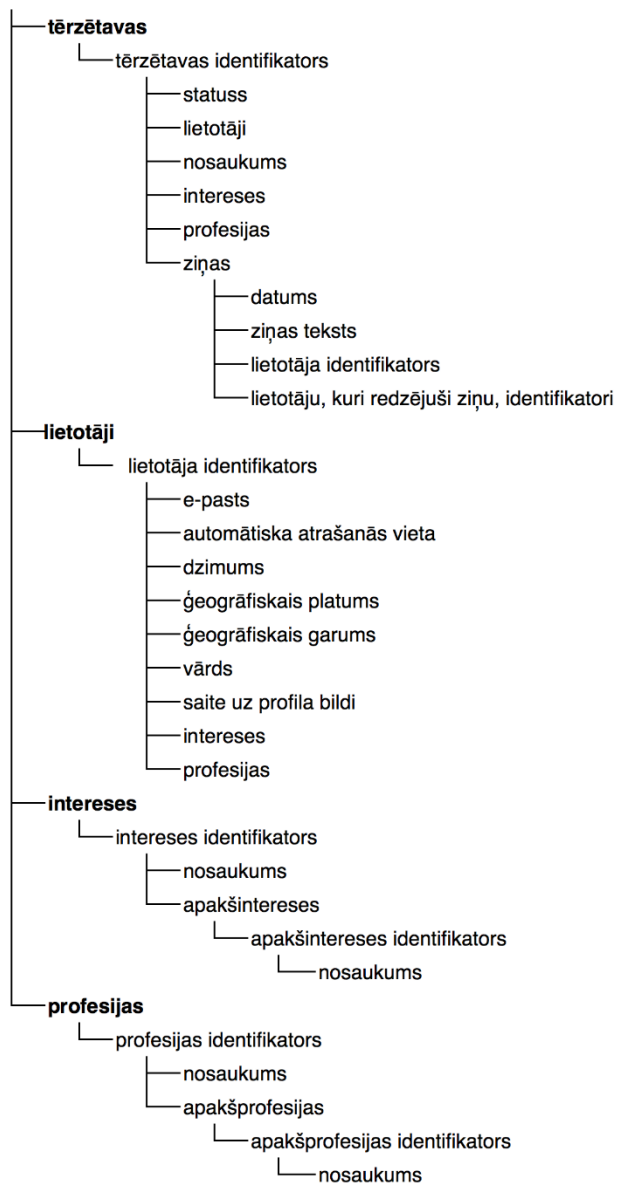 tērzētavas
tērzētavas identifikators
statuss
lietotāji
nosaukums
intereses
profesijas
ziņas
datums
ziņas teksts
lietotāja identifikators
lietotāju, kuri redzējuši ziņu, identifikatori
lietotāji
lietotāja identifikators
e-pasts
automātiska atrašanās vieta
dzimums
ģeogrāfiskais platums
ģeogrāfiskais garums
vārds
saite uz profila bildi
intereses
profesijas
intereses
intereses identifikators
nosaukums
apakšintereses
apakšintereses identifikators
nosaukums
profesijas
profesijas identifikators
nosaukums
apakšprofesijas
apakšprofesijas identifikators
nosaukums